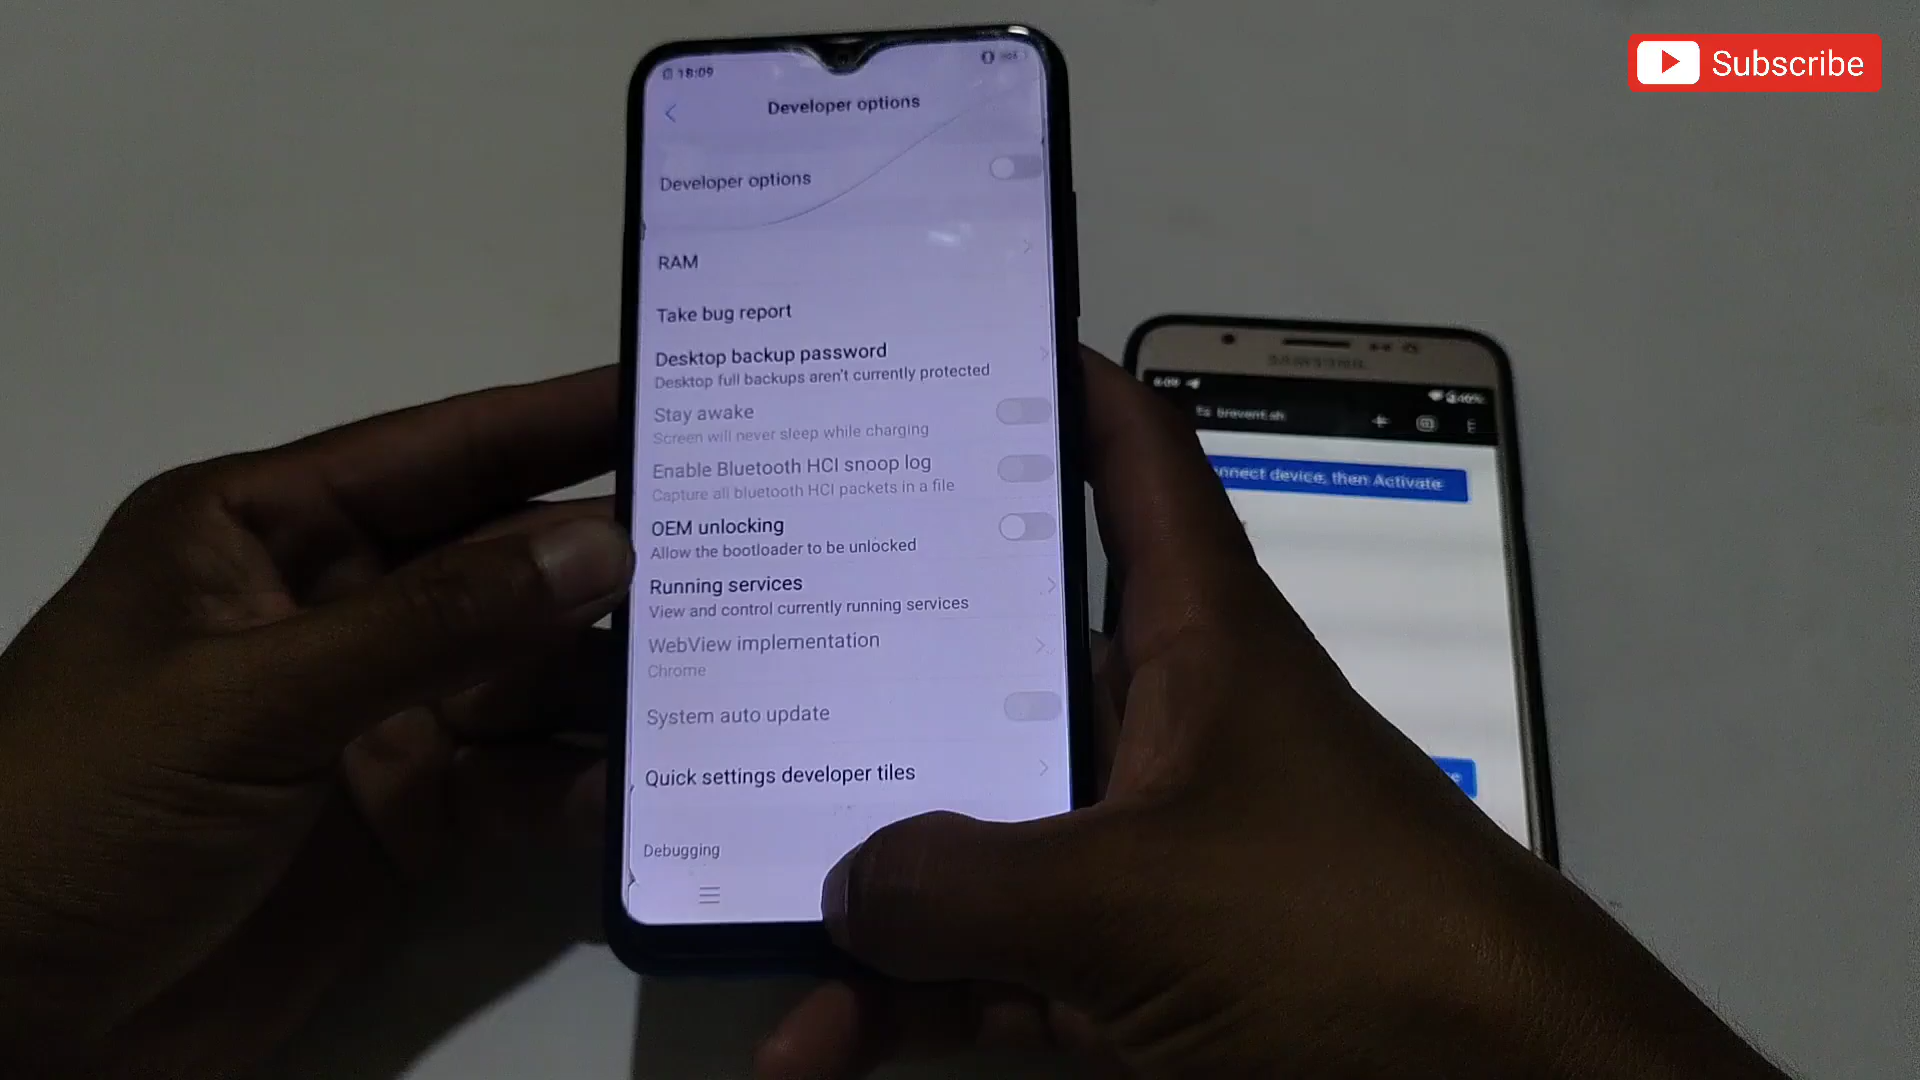 Subscribe
18:09
Developer options
Developer options
RAM
Take bug report
Desktop backup password
Desktop full backups aren't currently protected
Stay awake
Screen will never sleep while charging
Enable Bluetooth HCI snoop log
Capture all bluetooth HCI packets in a file
OEM unlocking
Allow the bootloader to be unlocked
Running services
View and control currently running services
WebView implementation
Chrome
System auto update
Quick settings developer tiles
Debugging
SAMSUNG
6:09
40%
brevent.sh
nnect device, then Activate